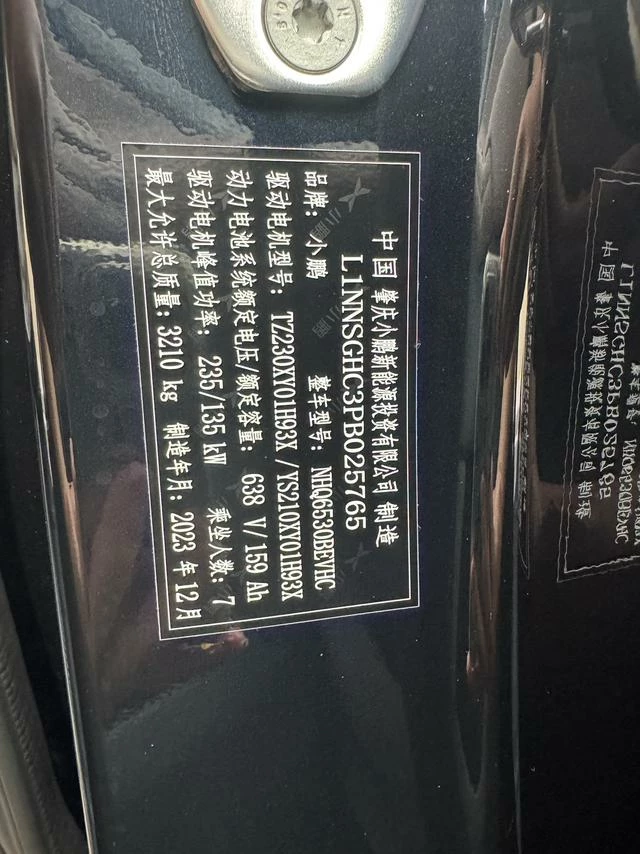 中国 肇庆小鹏新能源投资有限公司 制造
L1NNSGHC3PB025765
品牌：小鹏 整车型号：NHQ6530BEVHC
驱动电机型号：TZ230XY01H93X /YS210XY01H93X
动力电池系统额定电压/额定容量：638 V/159 Ah
驱动电机峰值功率：235/135 kW 乘坐人数：7
最大允许总质量：3210 kg 制造年月：2023 年 12月